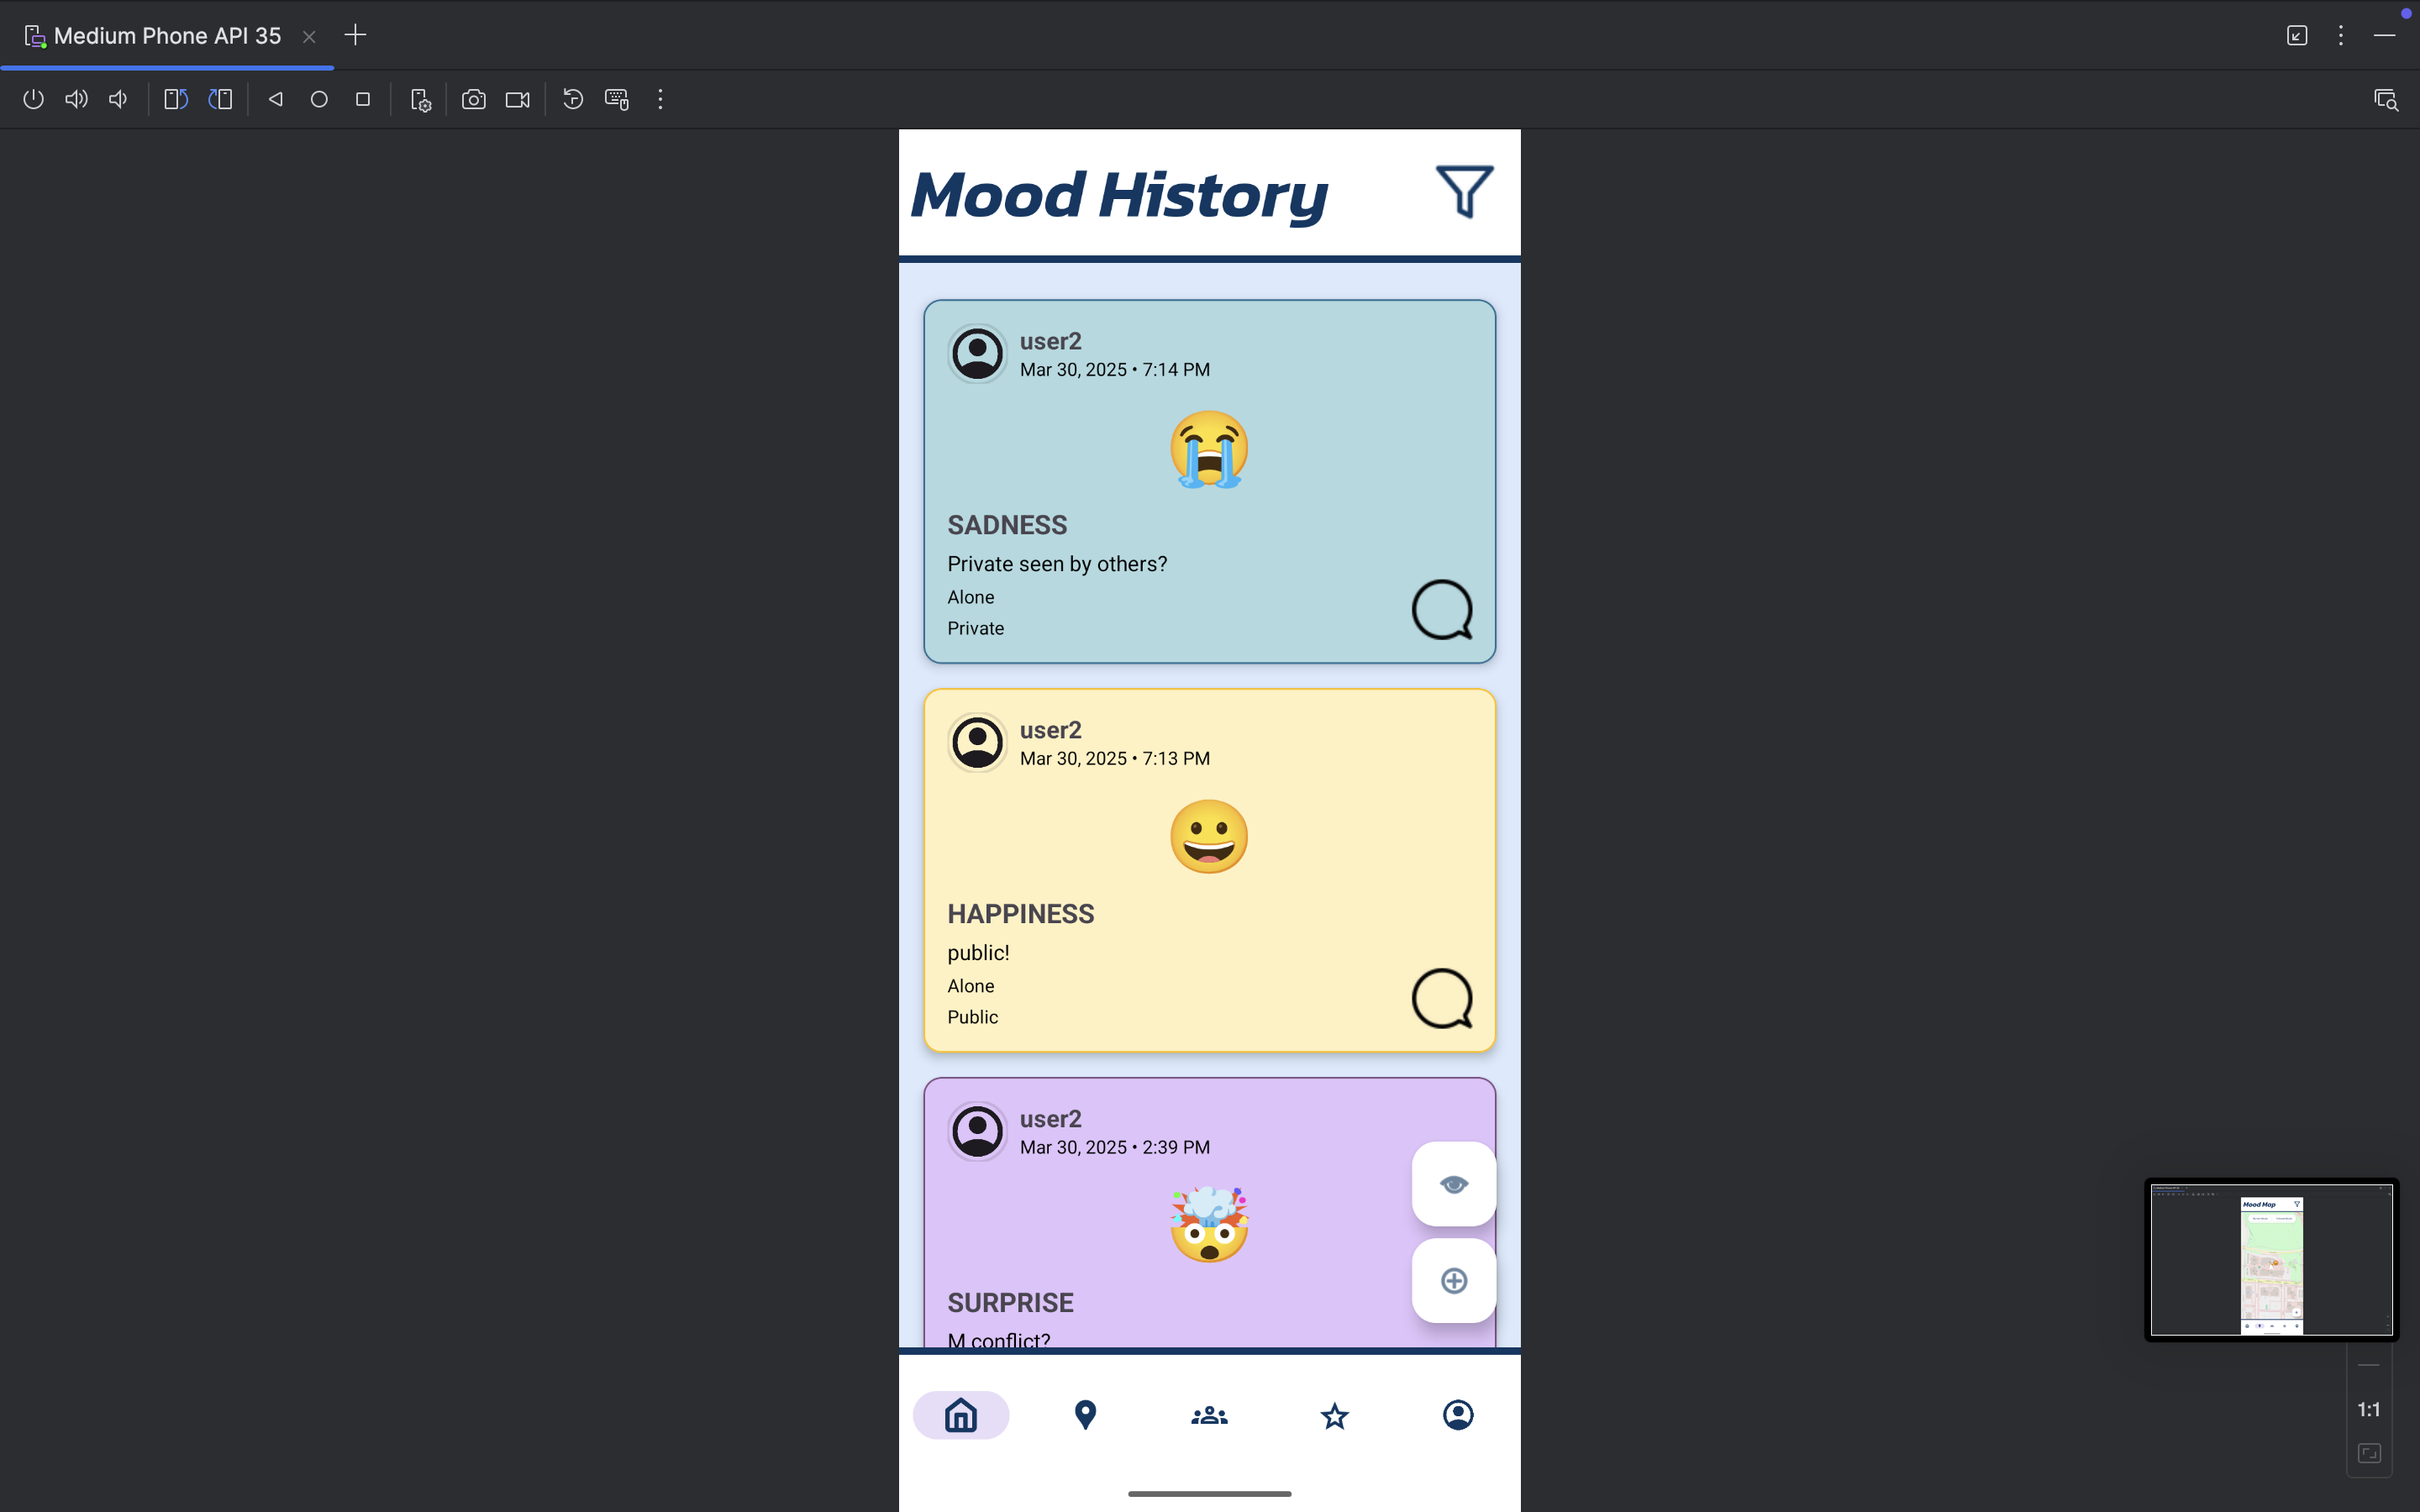 Medium Phone API 35
Mood History
user2
Mar 30, 2025 • 7:14 PM
SADNESS
Private seen by others?
Alone
Private
user2
Mar 30, 2025 • 7:13 PM
HAPPINESS
public!
Alone
Public
user2
Mar 30, 2025 • 2:39 PM
SURPRISE
M conflict?
Mood Map
1:1